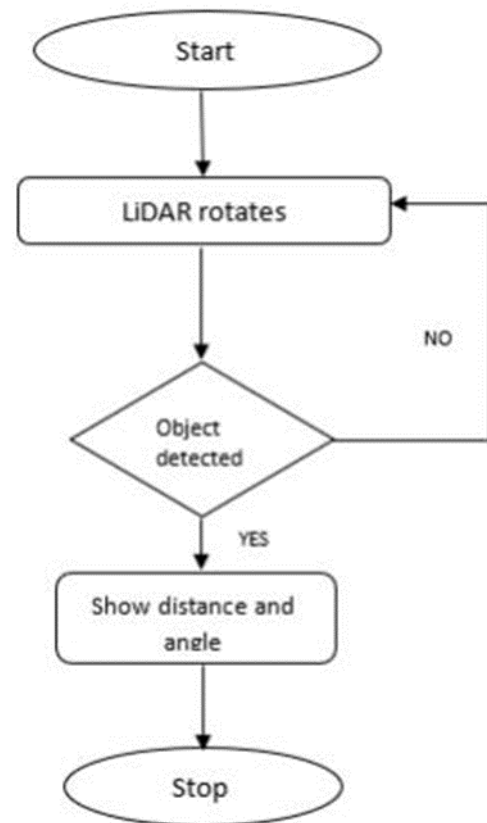 Start
LiDAR rotates
NO
Object
detected
YES
Show distance and
angle
Stop